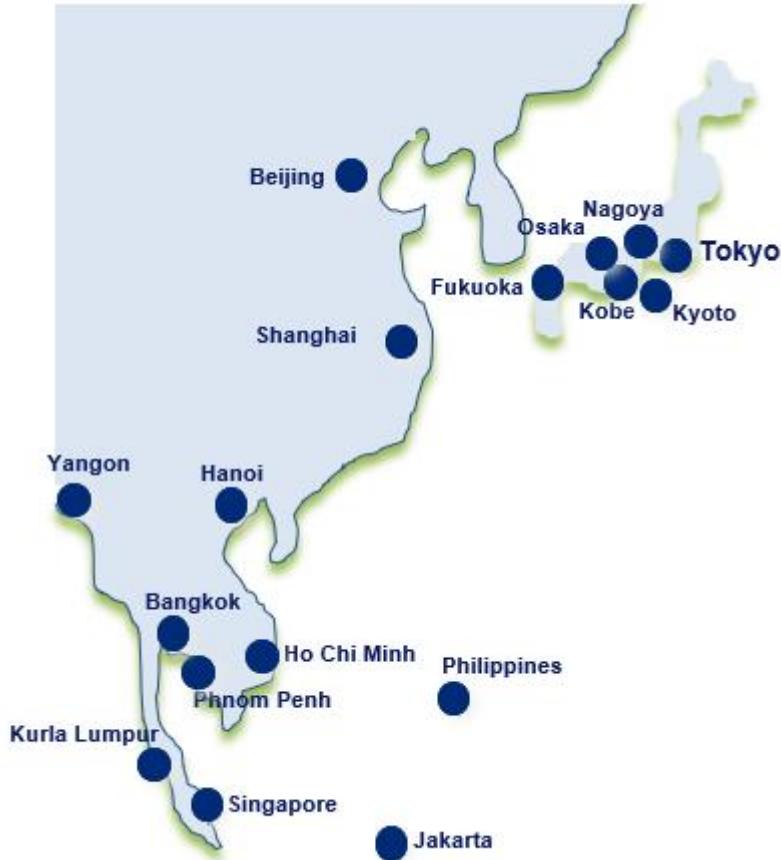 Beijing
Nagoya
Osaka
Tokyo
Fukuoka
Kobe
Kyoto
Shanghai
Yangon
Hanoi
Bangkok
Ho Chi Minh
Philippines
Phnom Penh
Kurla Lumpur
Singapore
Jakarta